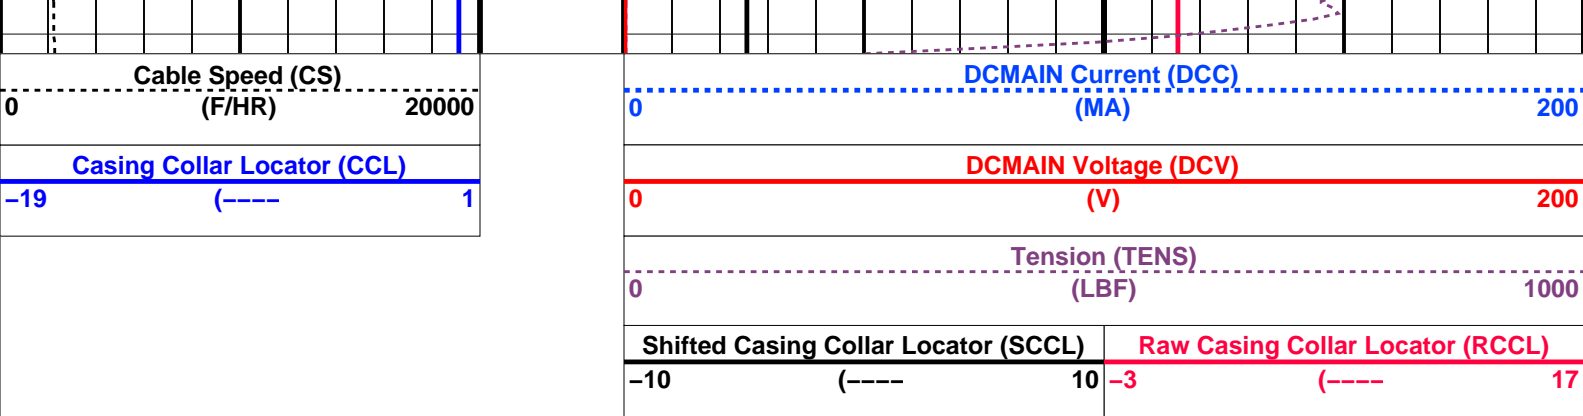 Cable Speed (CS)
0 (F/HR) 20000
Casing Collar Locator (CCL)
−19 (−−−− 1
DCMAIN Current (DCC)
0 (MA) 200
DCMAIN Voltage (DCV)
0 (V) 200
Tension (TENS)
0 (LBF) 1000
Shifted Casing Collar Locator (SCCL)
−10 (−−−− 10
Raw Casing Collar Locator (RCCL)
−3 (−−−− 17